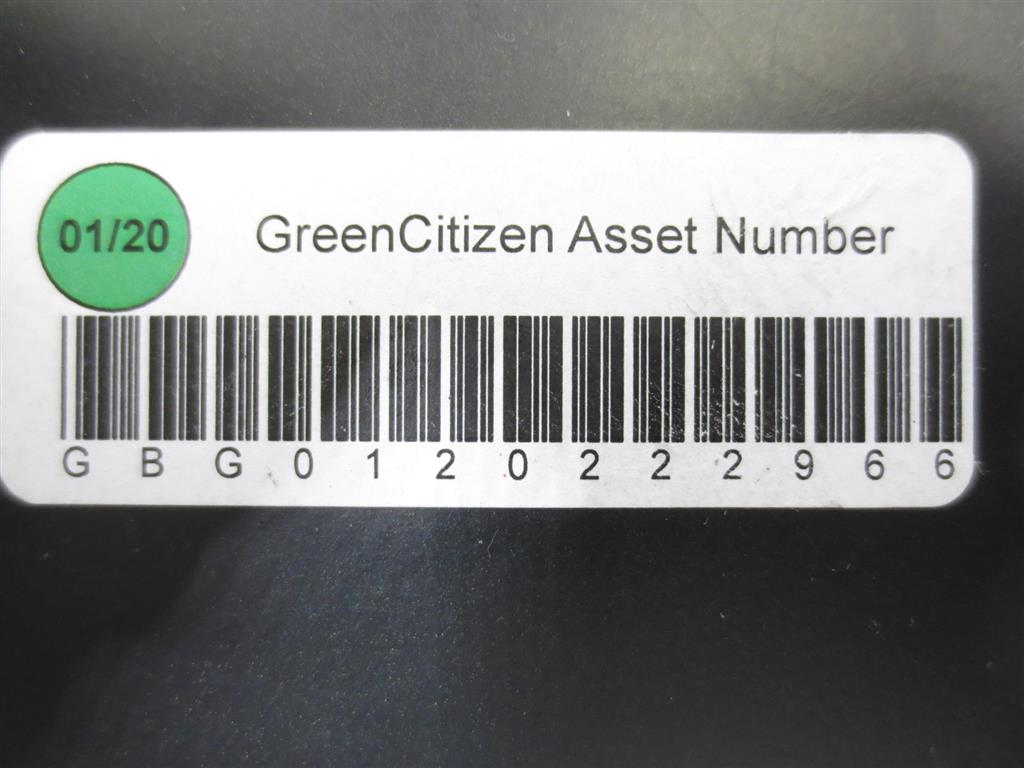 01/20
GreenCitizen Asset Number
G B G 0 1 2 0 2 2 2 9 6 6